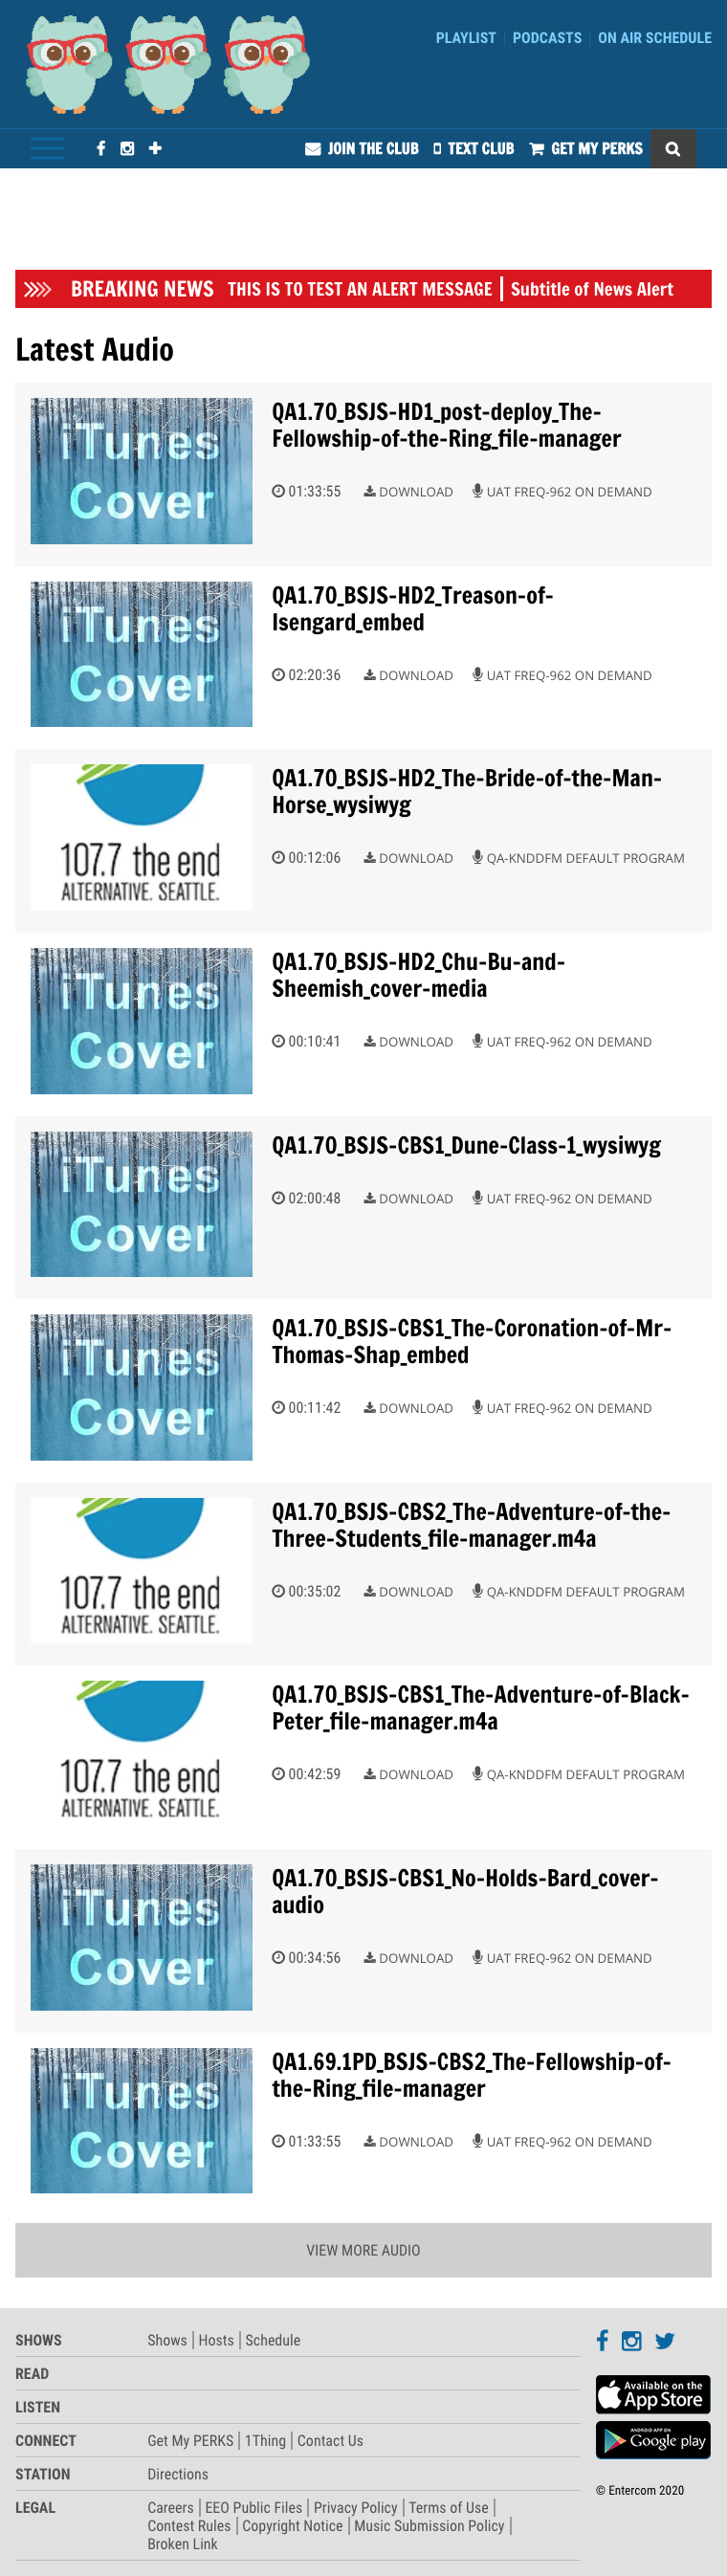 PLAYLIST | PODCASTS | ON AIR SCHEDULE
JOIN THE CLUB TEXT CLUB GET MY PERKS
BREAKING NEWS THIS IS TO TEST AN ALERT MESSAGE | Subtitle of News Alert
Latest Audio
iTunes
Cover
QA1.70_BSJS-HD1_post-deploy_The-
Fellowship-of-the-Ring_file-manager
01:33:55 DOWNLOAD UAT FREQ-962 ON DEMAND
iTunes
Cover
QA1.70_BSJS-HD2_Treason-of-
Isengard_embed
02:20:36 DOWNLOAD UAT FREQ-962 ON DEMAND
107.7 the end
ALTERNATIVE. SEATTLE.
QA1.70_BSJS-HD2_The-Bride-of-the-Man-
Horse_wysiwyg
00:12:06 DOWNLOAD QA-KNDDFM DEFAULT PROGRAM
iTunes
Cover
QA1.70_BSJS-HD2_Chu-Bu-and-
Sheemish_cover-media
00:10:41 DOWNLOAD UAT FREQ-962 ON DEMAND
iTunes
Cover
QA1.70_BSJS-CBS1_Dune-Class-1_wysiwyg
02:00:48 DOWNLOAD UAT FREQ-962 ON DEMAND
iTunes
Cover
QA1.70_BSJS-CBS1_The-Coronation-of-Mr-
Thomas-Shap_embed
00:11:42 DOWNLOAD UAT FREQ-962 ON DEMAND
107.7 the end
ALTERNATIVE. SEATTLE.
QA1.70_BSJS-CBS2_The-Adventure-of-the-
Three-Students_file-manager.m4a
00:35:02 DOWNLOAD QA-KNDDFM DEFAULT PROGRAM
107.7 the end
ALTERNATIVE. SEATTLE.
QA1.70_BSJS-CBS1_The-Adventure-of-Black-
Peter_file-manager.m4a
00:42:59 DOWNLOAD QA-KNDDFM DEFAULT PROGRAM
iTunes
Cover
QA1.70_BSJS-CBS1_No-Holds-Bard_cover-
audio
00:34:56 DOWNLOAD UAT FREQ-962 ON DEMAND
iTunes
Cover
QA1.69.1PD_BSJS-CBS2_The-Fellowship-of-
the-Ring_file-manager
01:33:55 DOWNLOAD UAT FREQ-962 ON DEMAND
VIEW MORE AUDIO
SHOWS Shows | Hosts | Schedule
READ
LISTEN
CONNECT Get My PERKS | 1Thing | Contact Us
STATION Directions
LEGAL Careers | EEO Public Files | Privacy Policy | Terms of Use |
Contest Rules | Copyright Notice | Music Submission Policy |
Broken Link
Available on the
App Store
ANDROID APP ON
Google play
© Entercom 2020